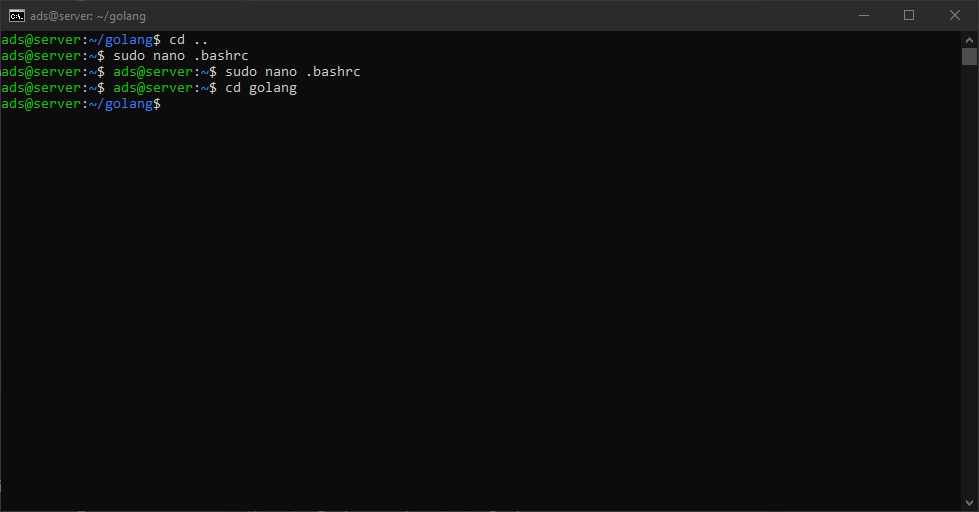 ads@server: ~/golang
ads@server:~/golang$ cd ..
ads@server:~$ sudo nano .bashrc
ads@server:~$ ads@server:~$ sudo nano .bashrc
ads@server:~$ ads@server:~$ cd golang
ads@server:~/golang$